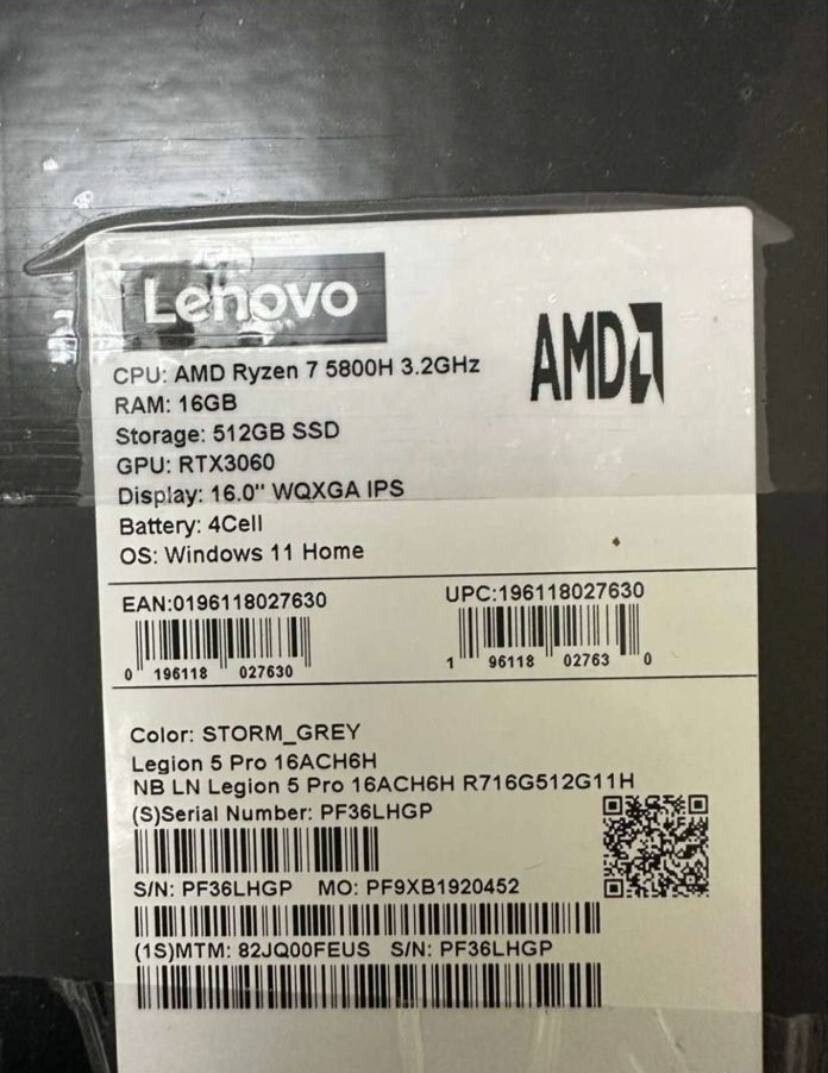 Lenovo
AMD
CPU: AMD Ryzen 7 5800H 3.2GHz
RAM: 16GB
Storage: 512GB SSD
GPU: RTX3060
Display: 16.0" WQXGA IPS
Battery: 4Cell
OS: Windows 11 Home
EAN:0196118027630
UPC:196118027630
0 196118 027630
1 96118 02763 0
Color: STORM_GREY
Legion 5 Pro 16ACH6H
NB LN Legion 5 Pro 16ACH6H R716G512G11H
(S)Serial Number: PF36LHGP
S/N: PF36LHGP MO: PF9XB1920452
(1S)MTM: 82JQ00FEUS S/N: PF36LHGP